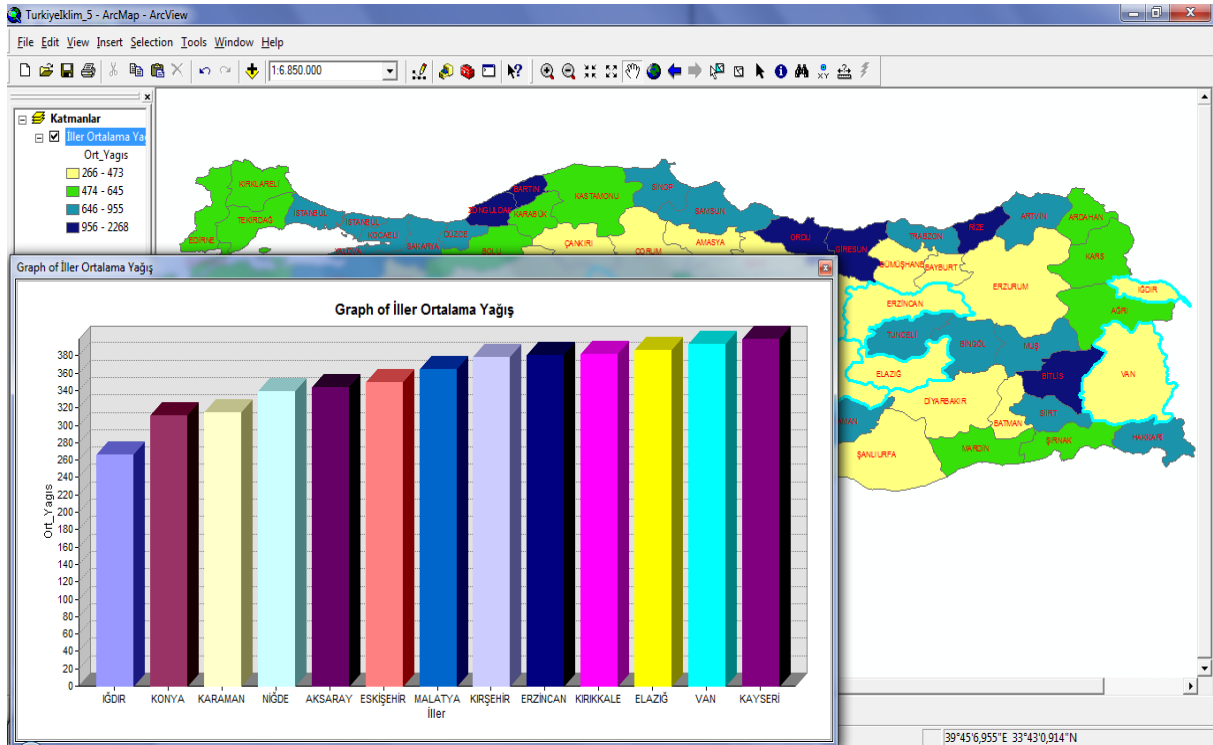 TurkiyeIklim_5 - ArcMap - ArcView
File Edit View Insert Selection Tools Window Help
1:6.850.000
Katmanlar
İller Ortalama Ya
Ort_Yagıs
266 - 473
474 - 645
646 - 955
956 - 2268
KIRKLARELİ
TEKİRDAĞ
EDİRNE
İSTANBUL
İSTANBUL
KOCAELİ
SAKARYA
DÜZCE
BOLU
ZONGULDAK
BARTIN
KARABÜK
KASTAMONU
ÇANKIRI
SİNOP
SAMSUN
ÇORUM
AMASYA
ORDU
GİRESUN
TRABZON
RİZE
ARTVİN
ARDAHAN
KARS
GÜMÜŞHANE
BAYBURT
ERZURUM
ERZİNCAN
IĞDIR
AĞRI
TUNCELİ
BİNGÖL
MUŞ
ELAZIĞ
BİTLİS
VAN
DİYARBAKIR
BATMAN
SİİRT
MAN
ŞANLIURFA
MARDİN
ŞIRNAK
HAKKARİ
Graph of İller Ortalama Yağış
Graph of İller Ortalama Yağış
Ort_Yagıs
380
360
340
320
300
280
260
240
220
200
180
160
140
120
100
80
60
40
20
0
IĞDIR KONYA KARAMAN NİĞDE AKSARAY ESKİŞEHİR MALATYA KIRŞEHİR ERZİNCAN KIRIKKALE ELAZIĞ VAN KAYSERİ
İller
39°45'6,955"E 33°43'0,914"N